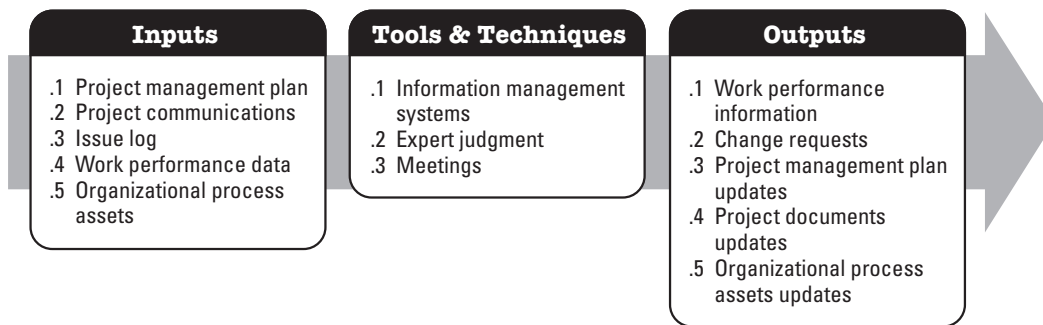 Inputs
.1 Project management plan
.2 Project communications
.3 Issue log
.4 Work performance data
.5 Organizational process
assets
Tools & Techniques
.1 Information management
systems
.2 Expert judgment
.3 Meetings
Outputs
.1 Work performance
information
.2 Change requests
.3 Project management plan
updates
.4 Project documents
updates
.5 Organizational process
assets updates